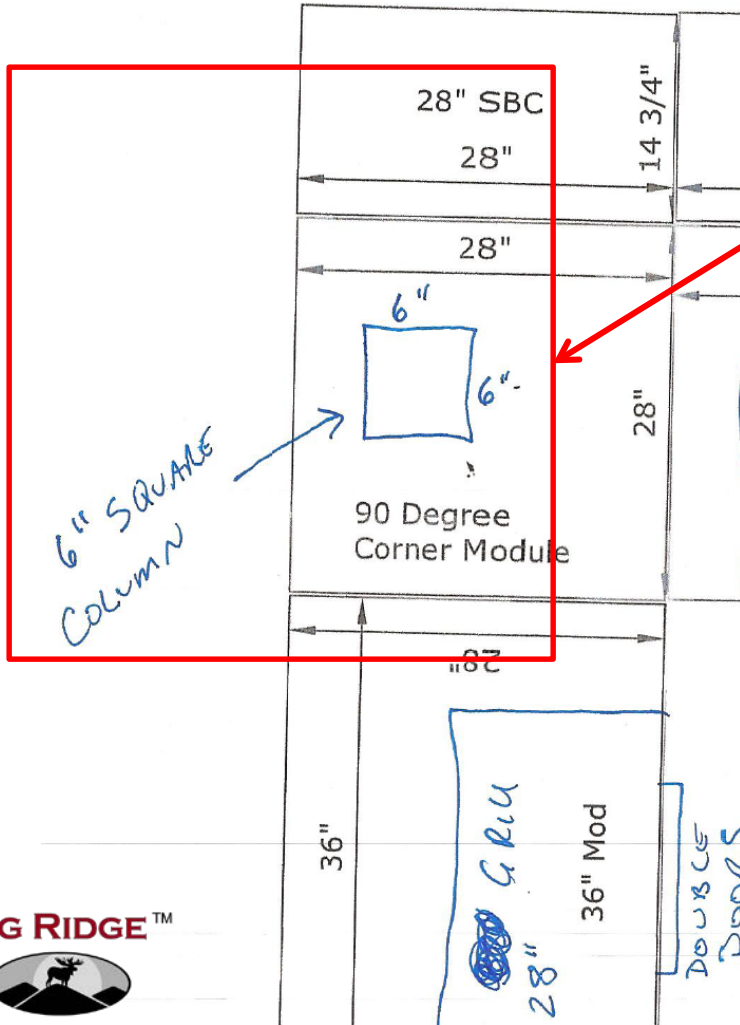 28" SBC
14 3/4"
28"
28"
6"
6"
28"
6" SQUARE
COLUMN
90 Degree
Corner Module
28"
36"
GRILL
28"
36" Mod
DOUBLE
DOORS
G RIDGE™